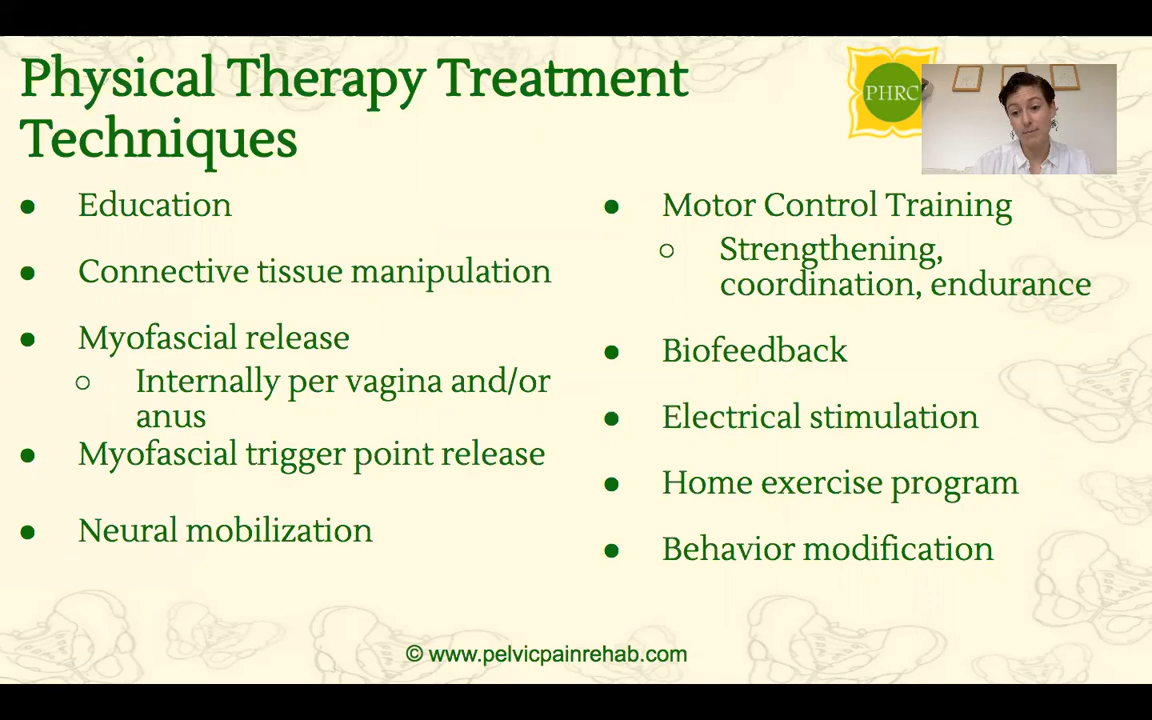 Physical Therapy Treatment
Techniques
PHRC
● Education
● Connective tissue manipulation
● Myofascial release
○ Internally per vagina and/or
anus
● Myofascial trigger point release
● Neural mobilization
● Motor Control Training
○ Strengthening,
coordination, endurance
● Biofeedback
● Electrical stimulation
● Home exercise program
● Behavior modification
© www.pelvicpainrehab.com